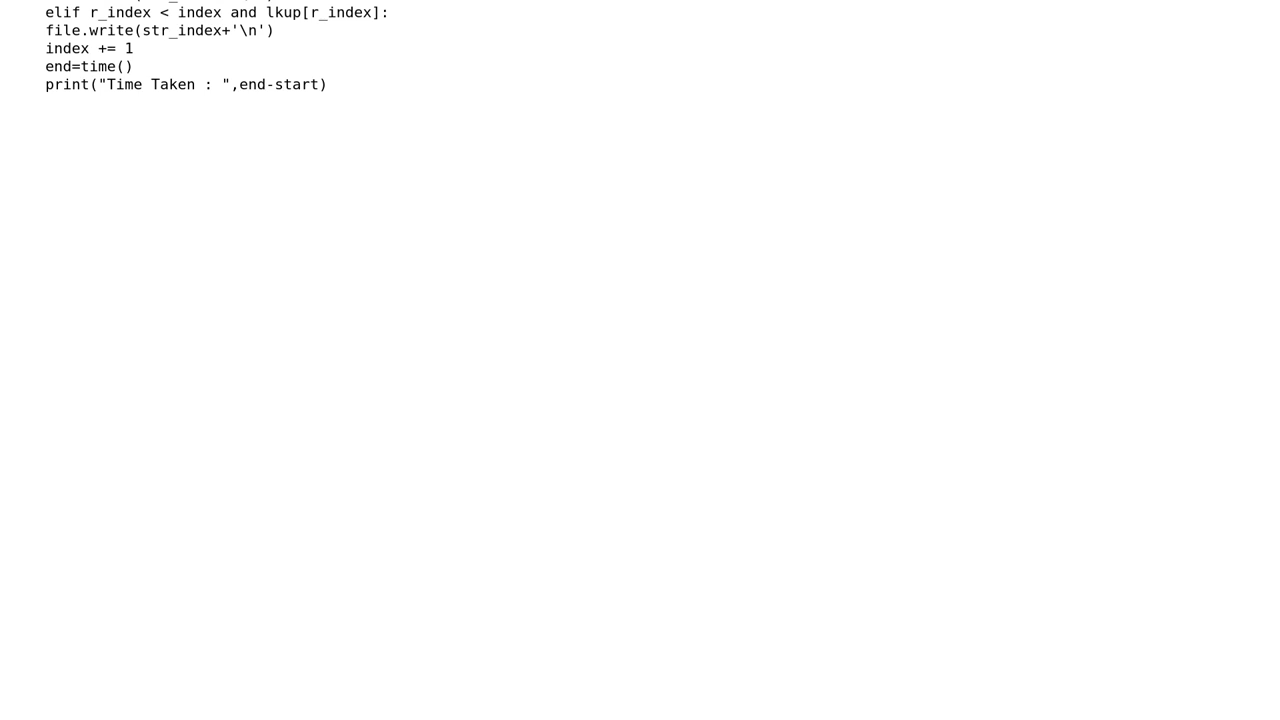 elif r_index < index and lkup[r_index]:
file.write(str_index+'\n')
index += 1
end=time()
print("Time Taken : ",end-start)